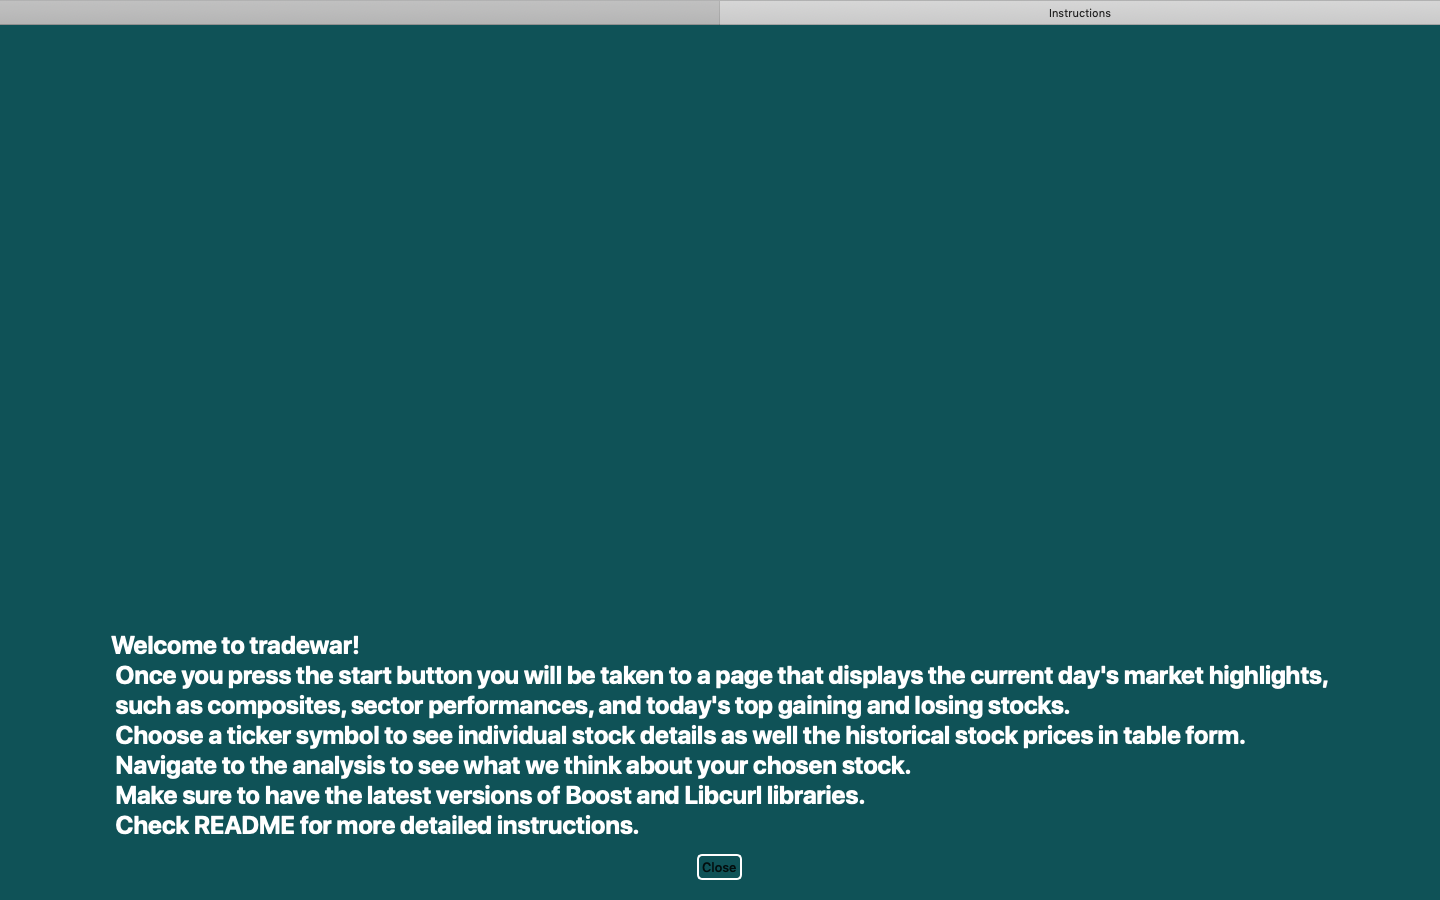 Instructions
Welcome to tradewar!
Once you press the start button you will be taken to a page that displays the current day's market highlights,
such as composites, sector performances, and today's top gaining and losing stocks.
Choose a ticker symbol to see individual stock details as well the historical stock prices in table form.
Navigate to the analysis to see what we think about your chosen stock.
Make sure to have the latest versions of Boost and Libcurl libraries.
Check README for more detailed instructions.
Close